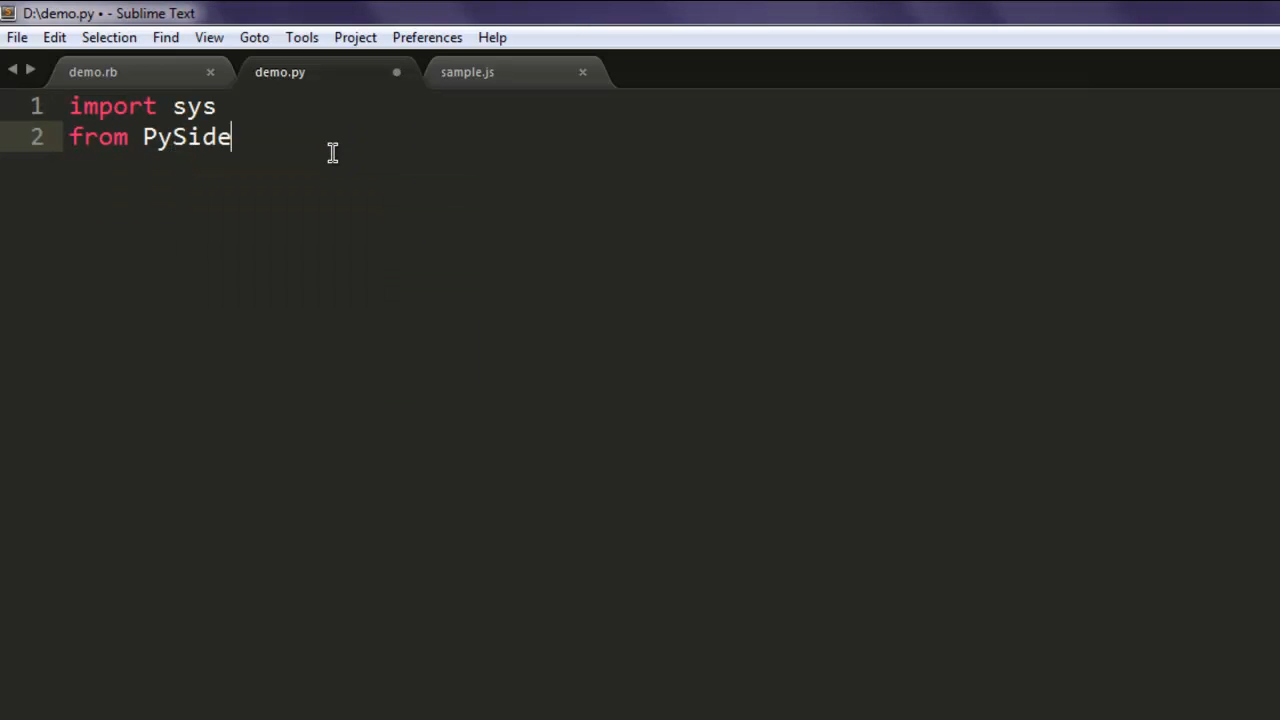 D:\demo.py • - Sublime Text
File Edit Selection Find View Goto Tools Project Preferences Help
demo.rb × demo.py sample.js ×
1 import sys
2 from PySide